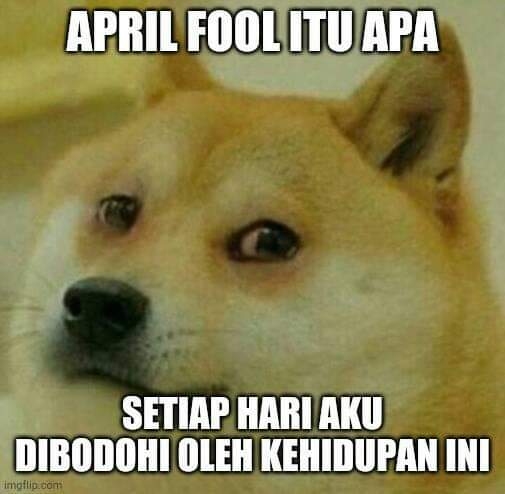 APRIL FOOL ITU APA
SETIAP HARI AKU
DIBODOHI OLEH KEHIDUPAN INI
imgflip.com